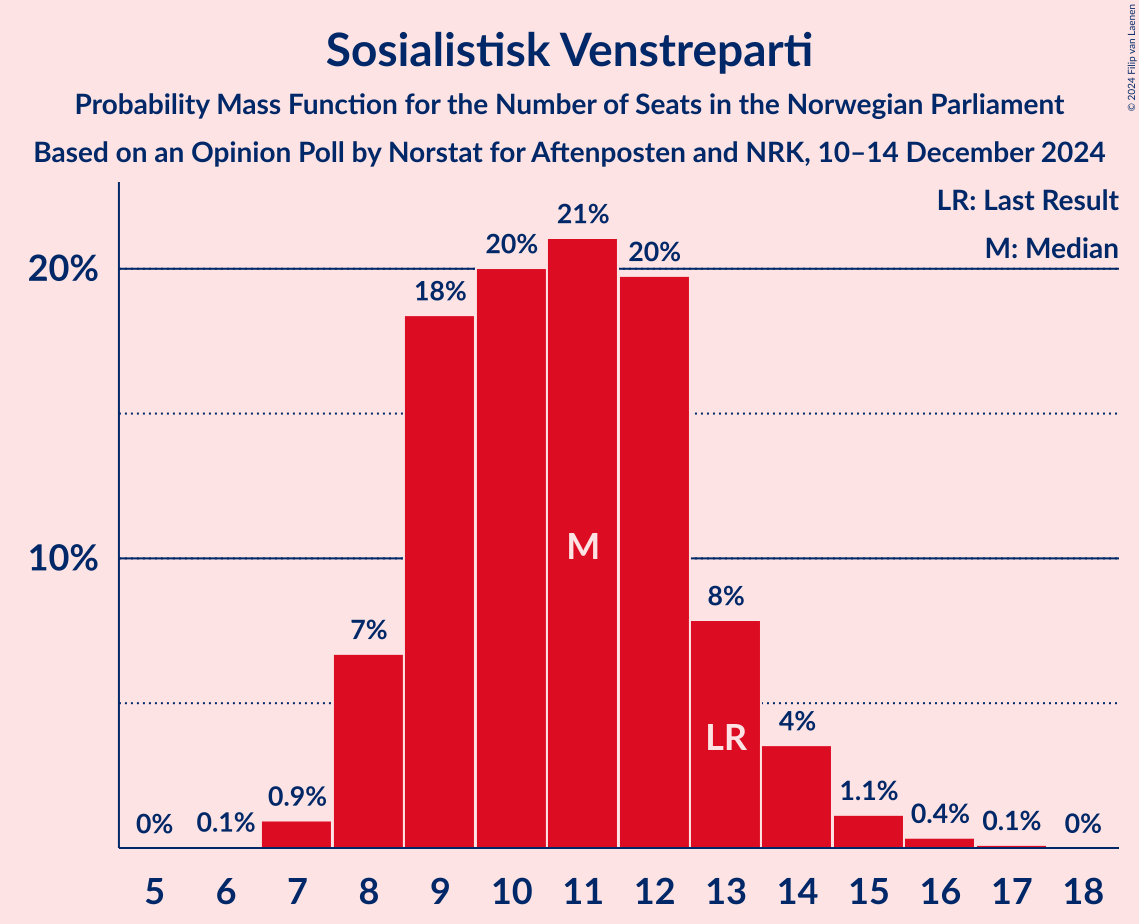 Sosialistisk Venstreparti
Probability Mass Function for the Number of Seats in the Norwegian Parliament
Based on an Opinion Poll by Norstat for Aftenposten and NRK, 10–14 December 2024
© 2024 Filip van Laenen
LR: Last Result
M: Median
20%
10%
0%
0.1%
0.9%
7%
18%
20%
21%
20%
8%
4%
1.1%
0.4%
0.1%
0%
M
LR
5 6 7 8 9 10 11 12 13 14 15 16 17 18